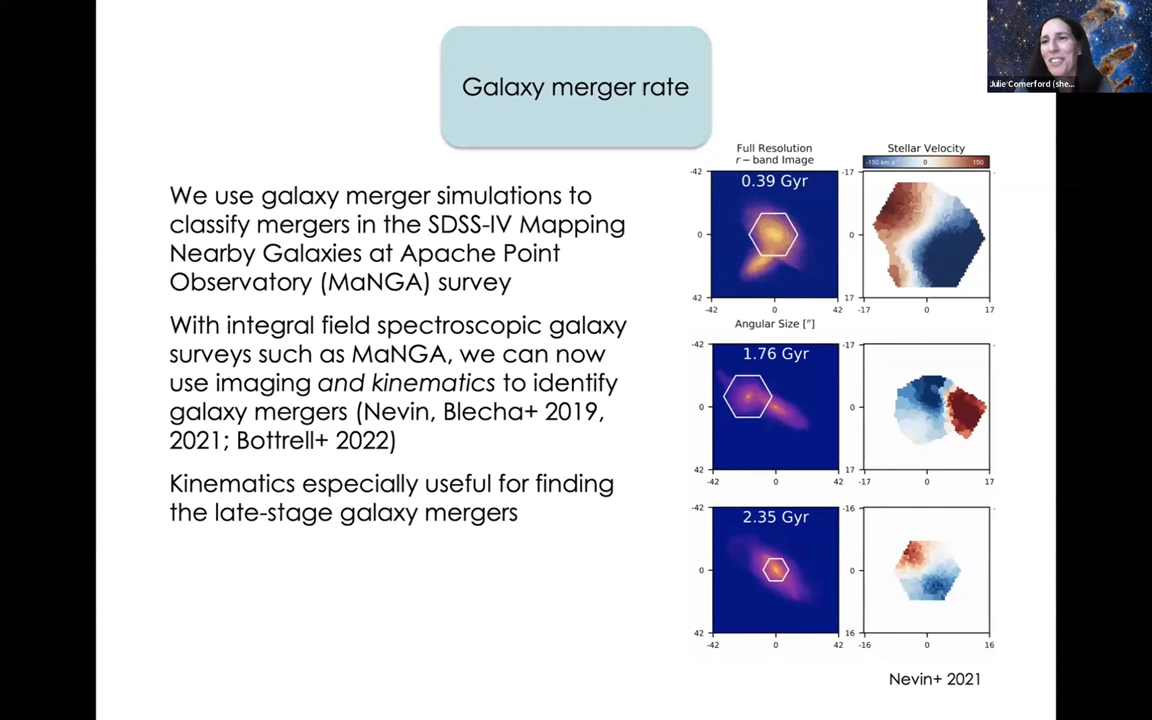 Galaxy merger rate
Julie Comerford (she...
We use galaxy merger simulations to
classify mergers in the SDSS-IV Mapping
Nearby Galaxies at Apache Point
Observatory (MaNGA) survey
With integral field spectroscopic galaxy
surveys such as MaNGA, we can now
use imaging and kinematics to identify
galaxy mergers (Nevin, Blecha+ 2019,
2021; Bottrell+ 2022)
Kinematics especially useful for finding
the late-stage galaxy mergers
Full Resolution
r − band Image
Stellar Velocity
-150 km s 0 150
-42 0.39 Gyr -17
0 0
42 17
-42 0 42 -17 0 17
Angular Size ["]
-42 1.76 Gyr -17
0 0
42 17
-42 0 42 -17 0 17
-42 2.35 Gyr -16
0 0
42 16
-42 0 42 -16 0 16
Nevin+ 2021